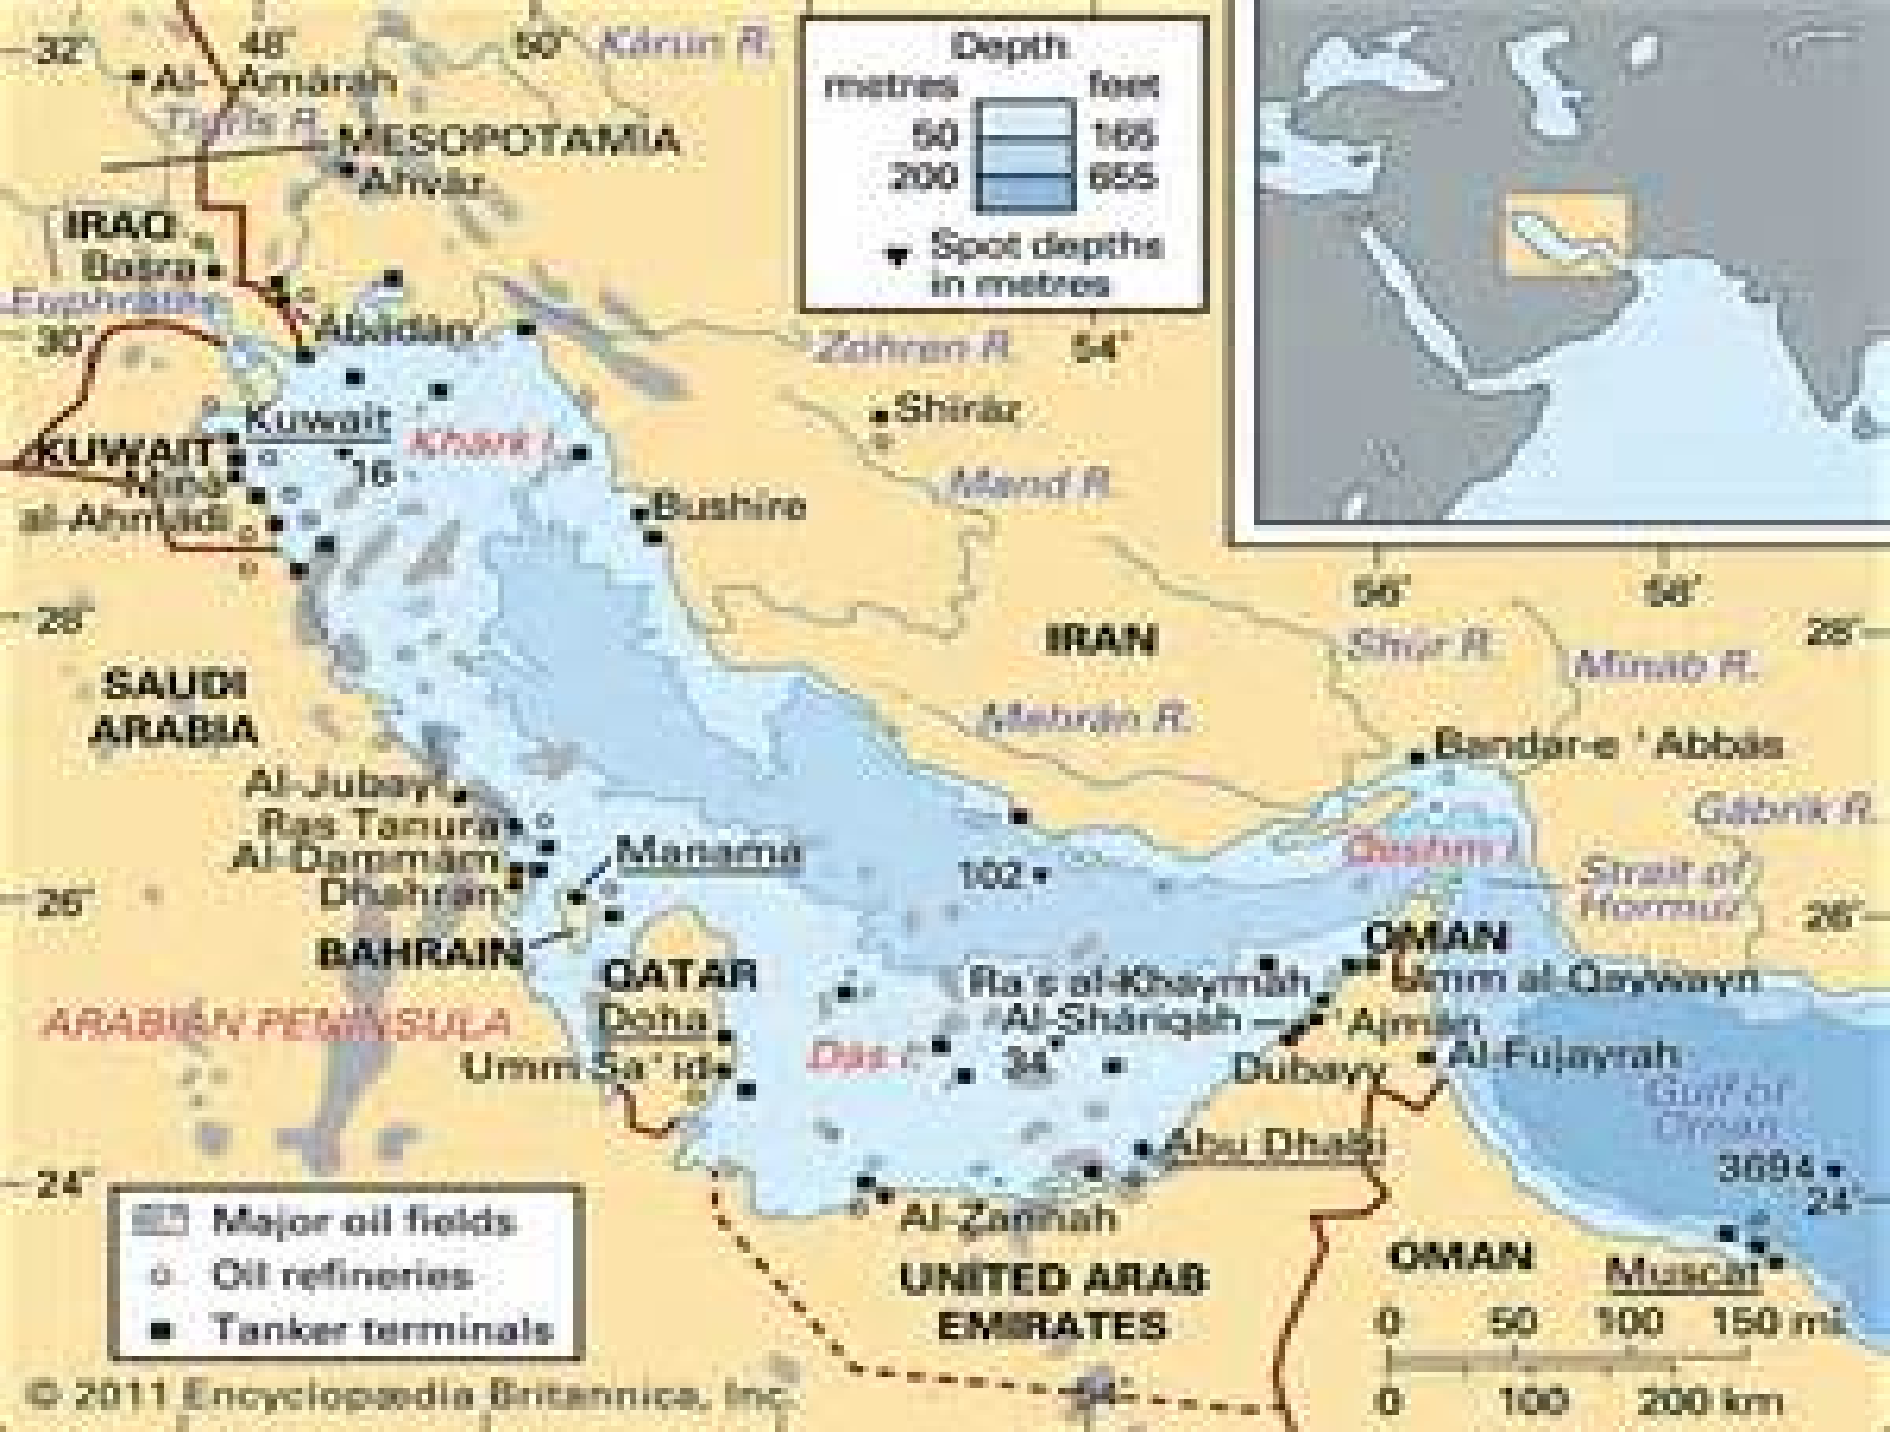 32°
48°
50°
Kārūn R.
Al-'Amārah
Tigris R.
MESOPOTAMIA
Ahvāz
IRAQ
Baṣra
Euphrates
30°
Ābādān
Depth
metres
feet
50
165
200
655
Spot depths
in metres
Zohreh R.
54°
Shīrāz
Kuwait
Khārk I.
KUWAIT
16
Mīnā'
al-Aḥmadī
Mand R.
Bushire
56°
58°
28°
IRAN
28°
Shūr R.
Mīnāb R.
SAUDI
ARABIA
Mehrān R.
Bandar-e 'Abbās
Al-Jubayl
Ras Tanura
Al-Dammām
Dhahran
Gābrīk R.
Manama
102
Qeshm I.
Strait of
Hormuz
26°
26°
BAHRAIN
QATAR
OMAN
Ra's al-Khaymah
Umm al-Qaywayn
ARABIAN PENINSULA
Doha
Al-Shāriqah
'Ajmān
Umm Sa'īd
Dās I.
34
Dubayy
Al-Fujayrah
Gulf of
Oman
Abu Dhabi
3694
24°
24°
Al-Ẓannah
Major oil fields
Oil refineries
Tanker terminals
UNITED ARAB
EMIRATES
OMAN
Muscat
0 50 100 150 mi
0 100 200 km
54°
© 2011 Encyclopædia Britannica, Inc.